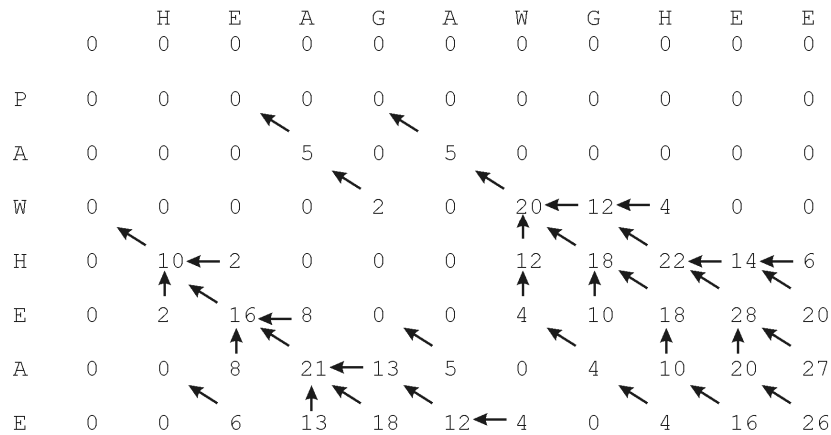 H E A G A W G H E E
0 0 0 0 0 0 0 0 0 0 0
P 0 0 0 0 0 0 0 0 0 0 0
A 0 0 0 5 0 5 0 0 0 0 0
W 0 0 0 0 2 0 20 12 4 0 0
H 0 10 2 0 0 0 12 18 22 14 6
E 0 2 16 8 0 0 4 10 18 28 20
A 0 0 8 21 13 5 0 4 10 20 27
E 0 0 6 13 18 12 4 0 4 16 26